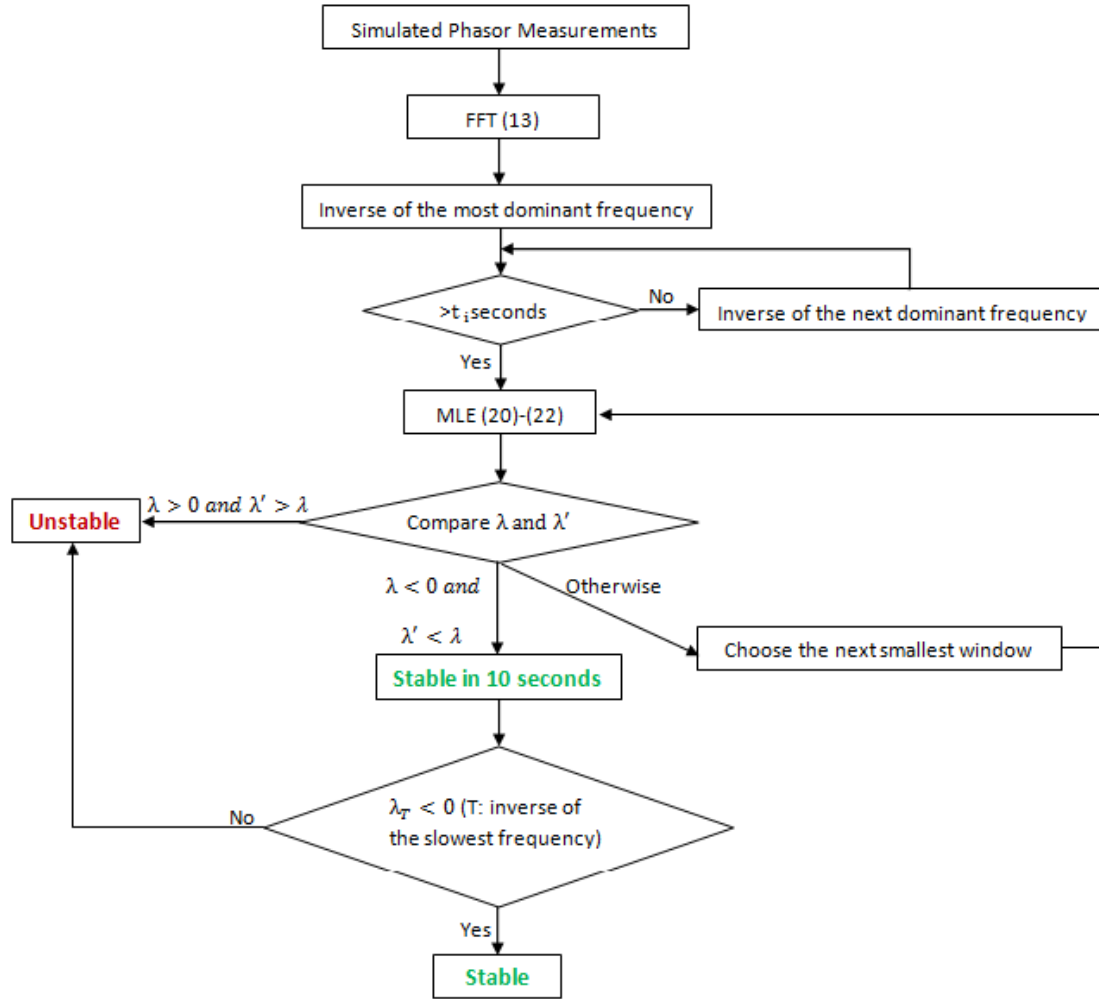 Simulated Phasor Measurements
FFT (13)
Inverse of the most dominant frequency
>t i seconds
No
Inverse of the next dominant frequency
Yes
MLE (20)-(22)
λ > 0 and λ′ > λ
Unstable
Compare λ and λ′
λ < 0 and
Otherwise
λ′ < λ
Choose the next smallest window
Stable in 10 seconds
λT < 0 (T: inverse of
the slowest frequency)
No
Yes
Stable